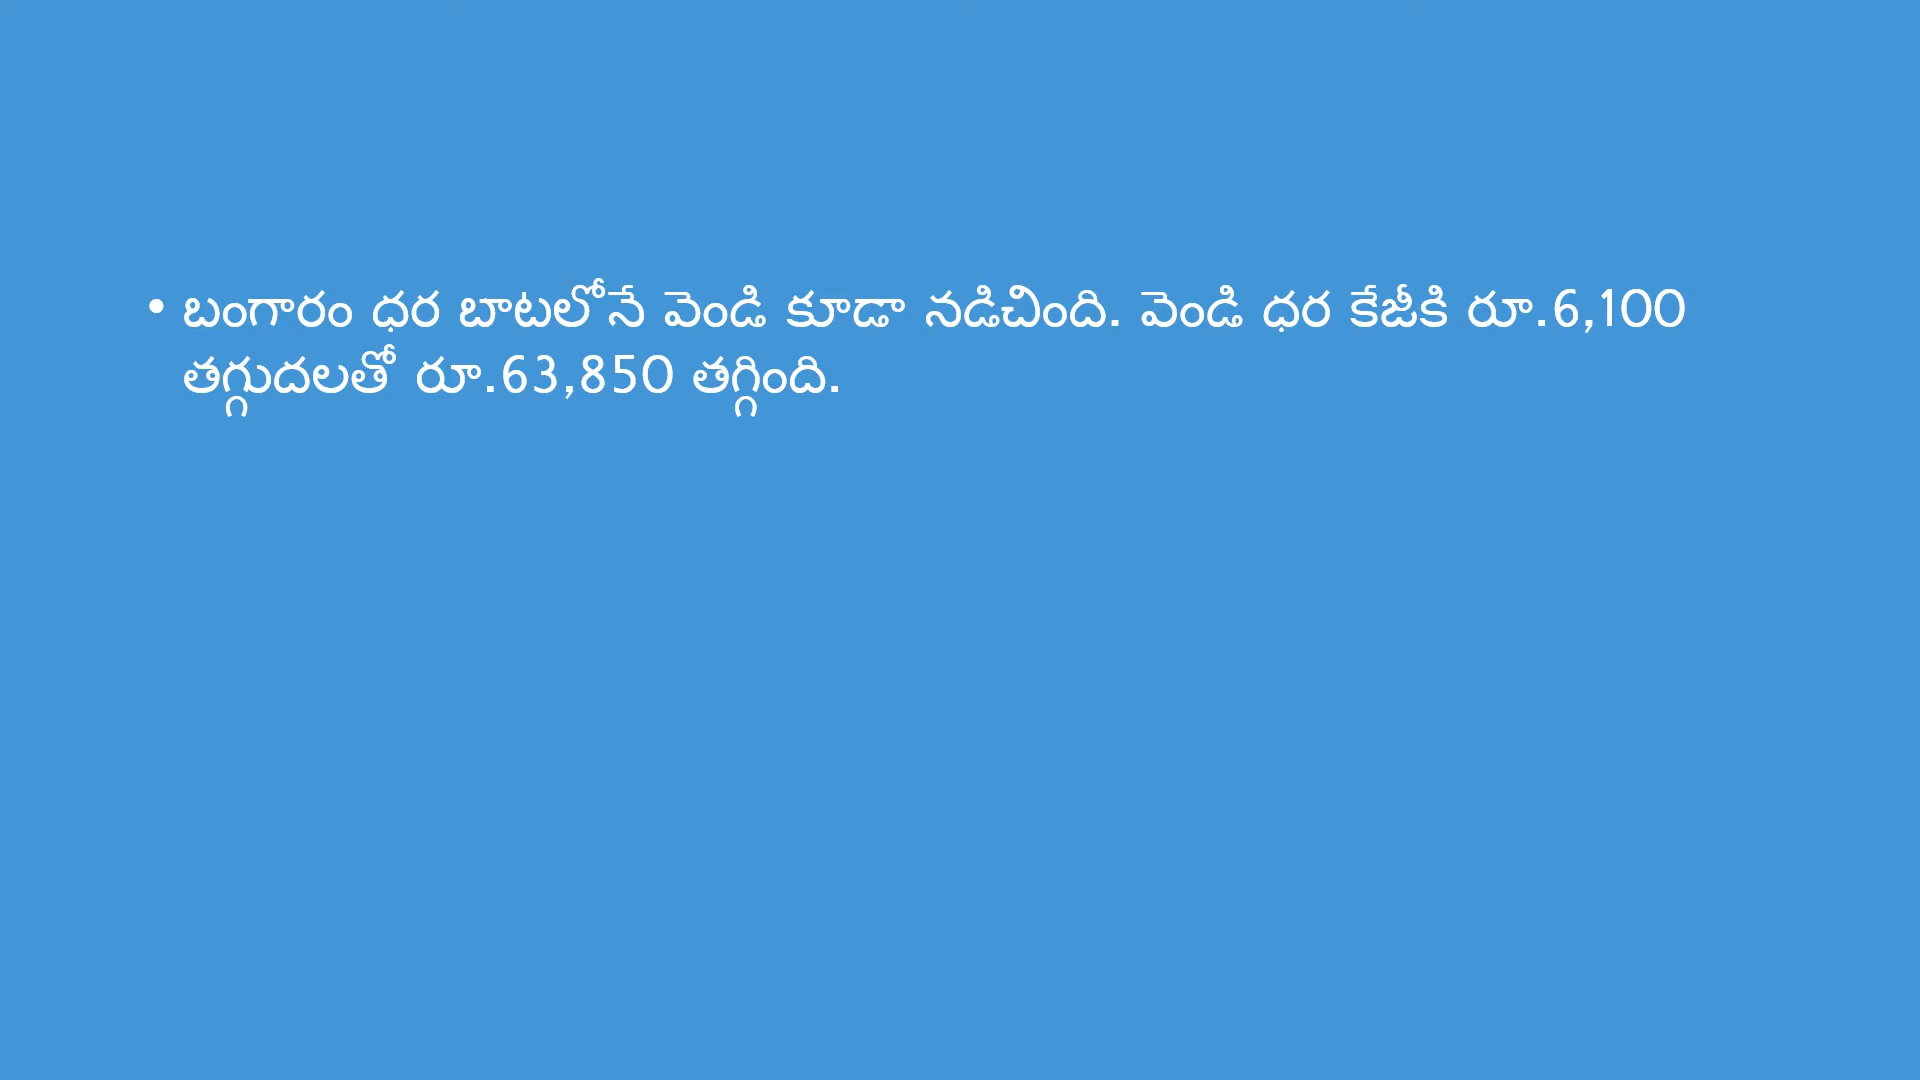 • బంగారం ధర బాటలోనే వెండి కూడా నడిచింది. వెండి ధర కేజీకి రూ.6,100
తగ్గుదలతో రూ.63,850 తగ్గింది.